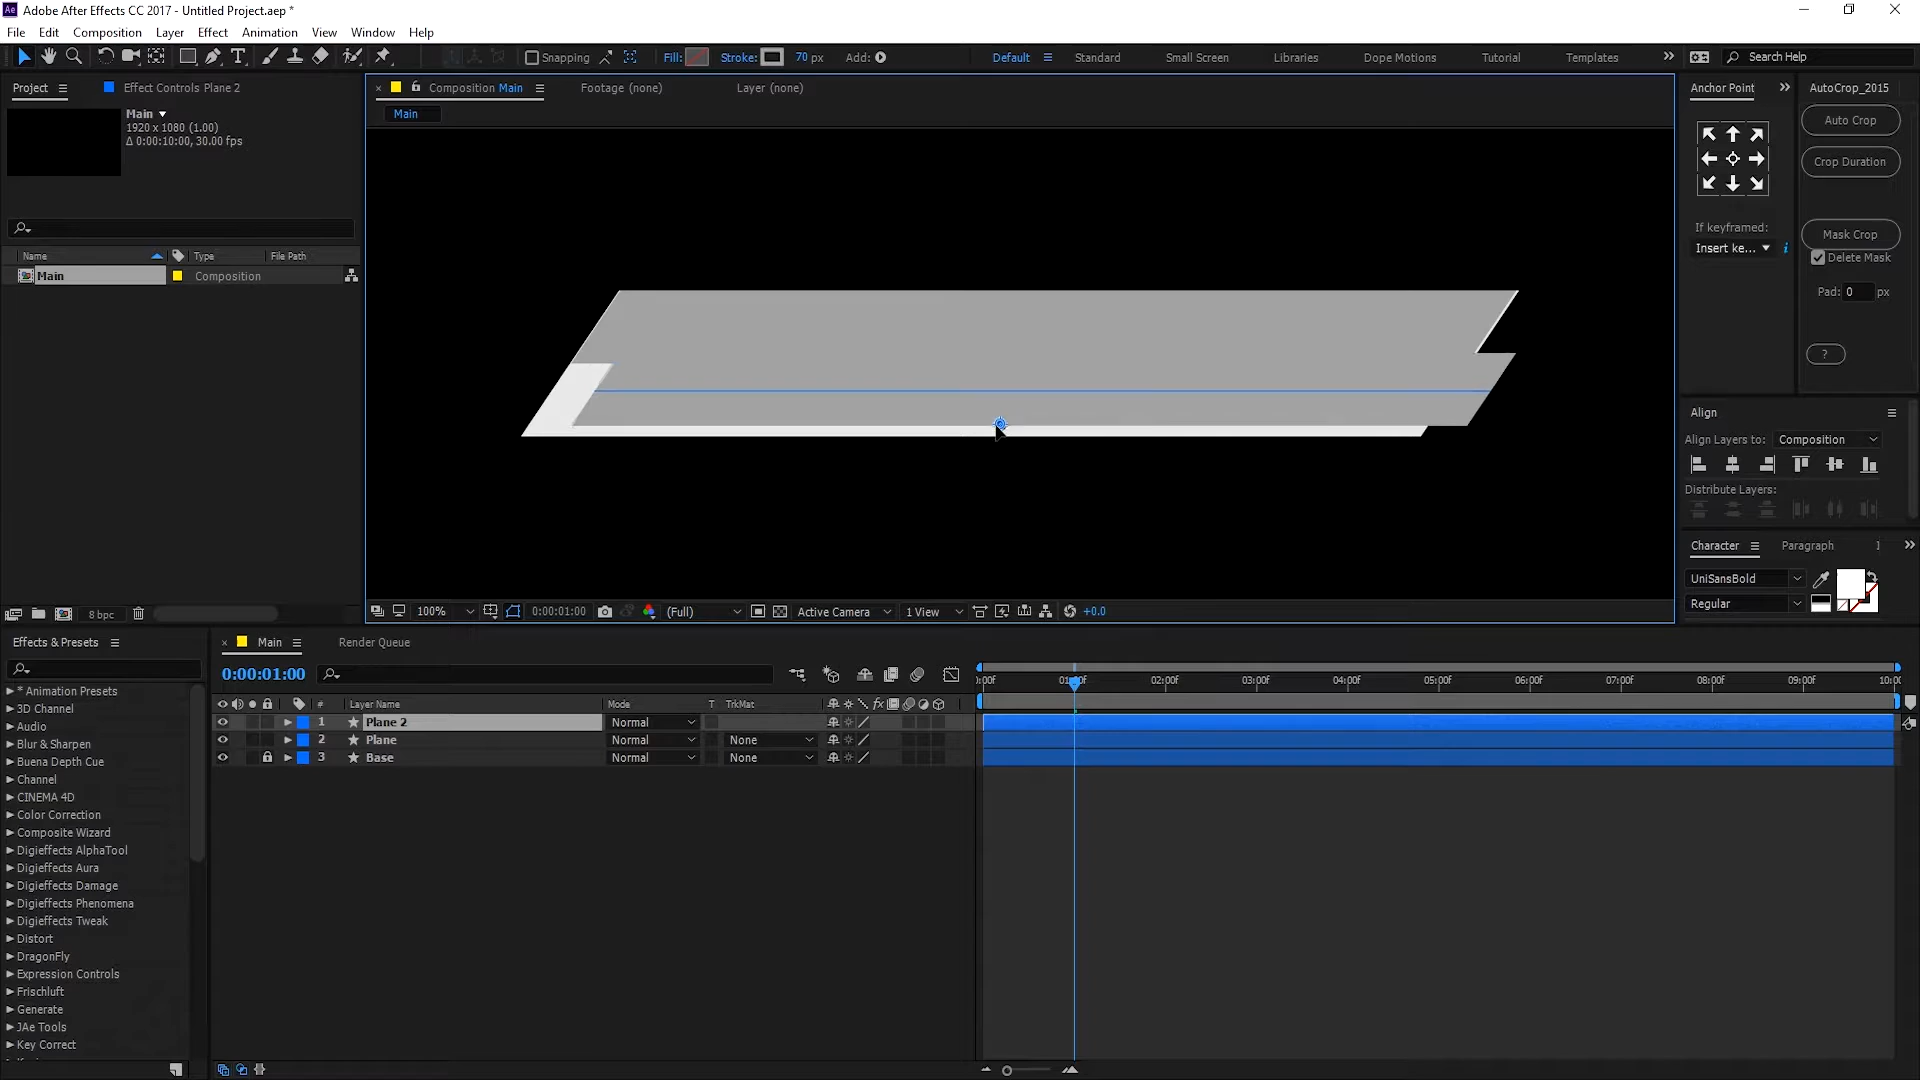 Adobe After Effects CC 2017 - Untitled Project.aep *
File Edit Composition Layer Effect Animation View Window Help
Snapping Fill: Stroke: 70 px Add: Default Standard Small Screen Libraries Dope Motions Tutorial Templates Search Help
Project Effect Controls Plane 2
Main
1920 x 1080 (1.00)
Δ 0:00:10:00, 30.00 fps
Name Type File Path
Main Composition
8 bpc
Composition Main Footage (none) Layer (none)
Main
100% 0:00:01:00 (Full) Active Camera 1 View +0.0
Anchor Point
If keyframed:
Insert ke...
AutoCrop_2015
Auto Crop
Crop Duration
Mask Crop
Delete Mask
Pad: 0 px
?
Align
Align Layers to: Composition
Distribute Layers:
Character Paragraph
UniSansBold
Regular
Effects & Presets
* Animation Presets
3D Channel
Audio
Blur & Sharpen
Buena Depth Cue
Channel
CINEMA 4D
Color Correction
Composite Wizard
Digieffects AlphaTool
Digieffects Aura
Digieffects Damage
Digieffects Phenomena
Digieffects Tweak
Distort
DragonFly
Expression Controls
Frischluft
Generate
JAe Tools
Key Correct
Main Render Queue
0:00:01:00
# Layer Name Mode T TrkMat
1 Plane 2 Normal
2 Plane Normal None
3 Base Normal None
:00f 01:00f 02:00f 03:00f 04:00f 05:00f 06:00f 07:00f 08:00f 09:00f 10:00